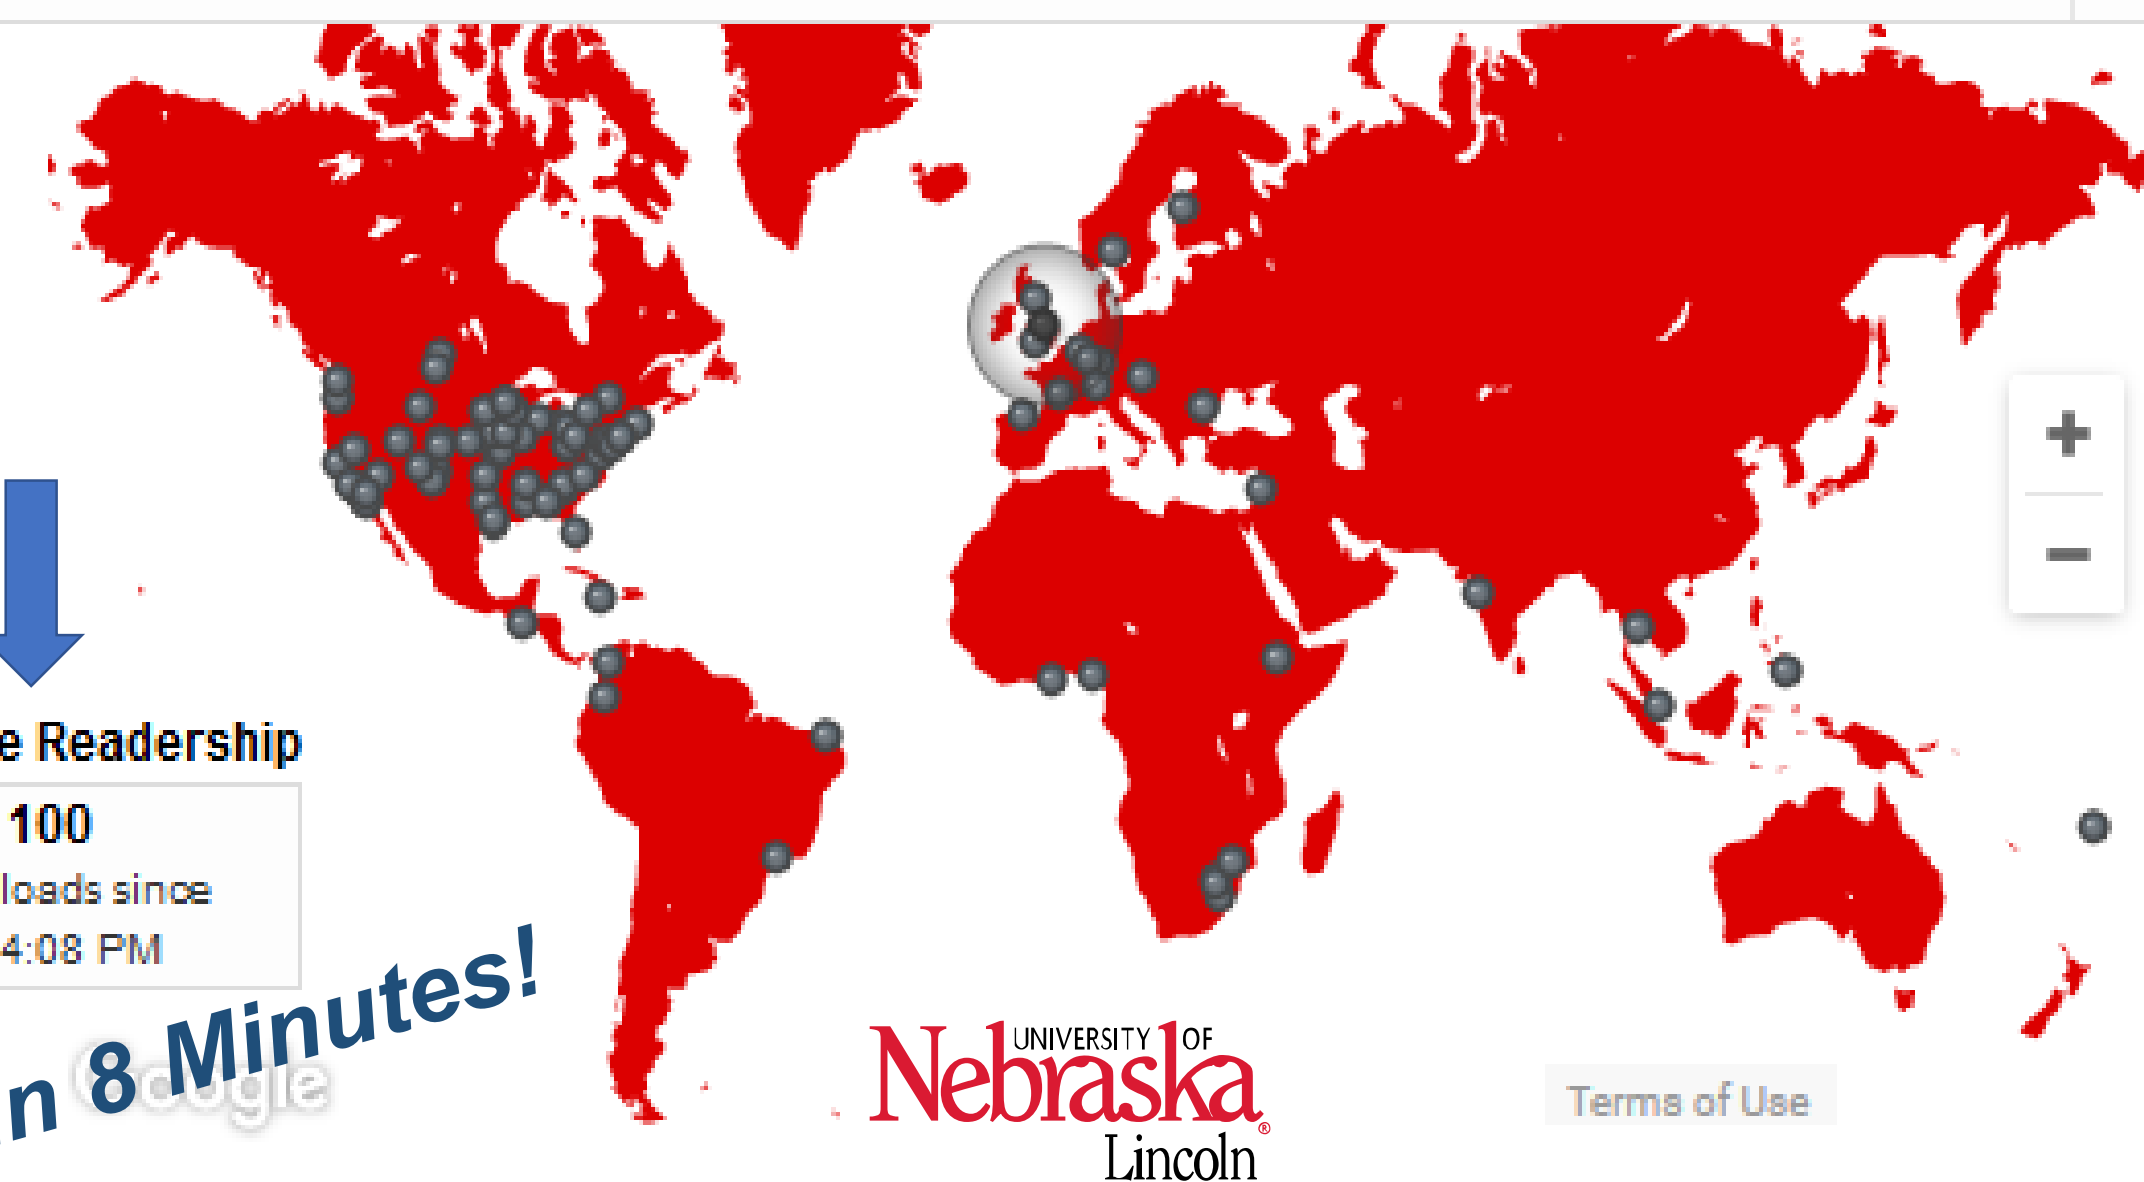 e Readership
100
loads since
4:08 PM
n 8 Minutes!
Google
UNIVERSITY OF
Nebraska®
Lincoln
Terms of Use
+
−